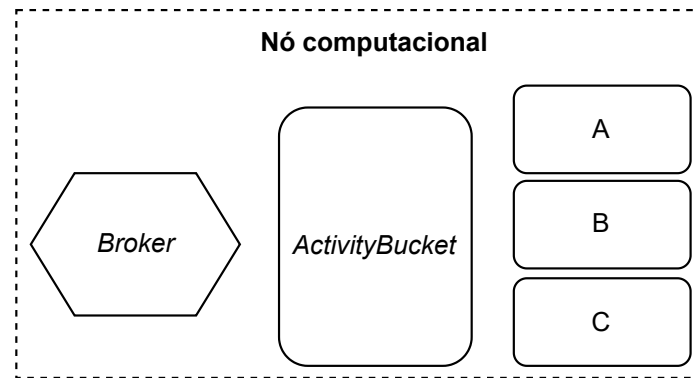 Nó computacional
Broker
ActivityBucket
A
B
C